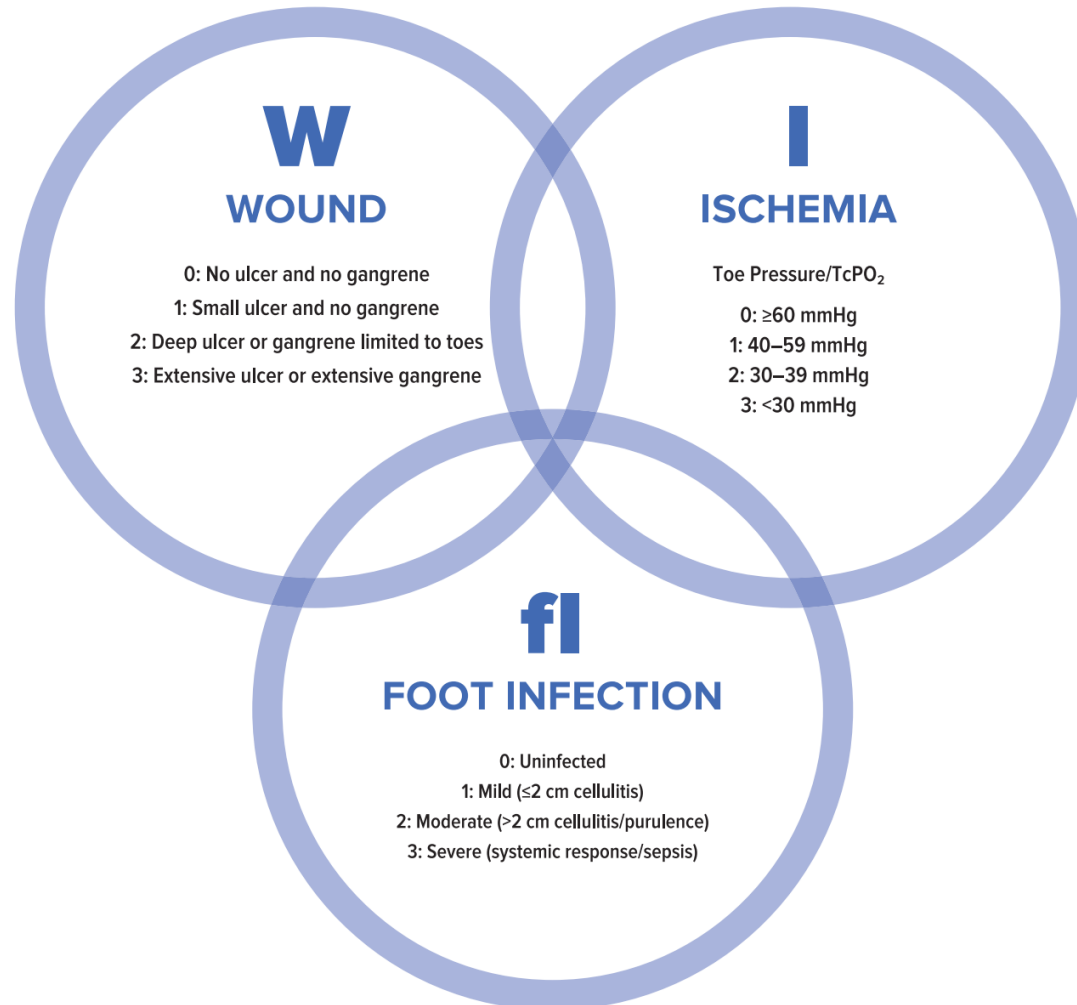 W
WOUND
0: No ulcer and no gangrene
1: Small ulcer and no gangrene
2: Deep ulcer or gangrene limited to toes
3: Extensive ulcer or extensive gangrene
I
ISCHEMIA
Toe Pressure/TcPO₂
0: ≥60 mmHg
1: 40–59 mmHg
2: 30–39 mmHg
3: <30 mmHg
fI
FOOT INFECTION
0: Uninfected
1: Mild (≤2 cm cellulitis)
2: Moderate (>2 cm cellulitis/purulence)
3: Severe (systemic response/sepsis)